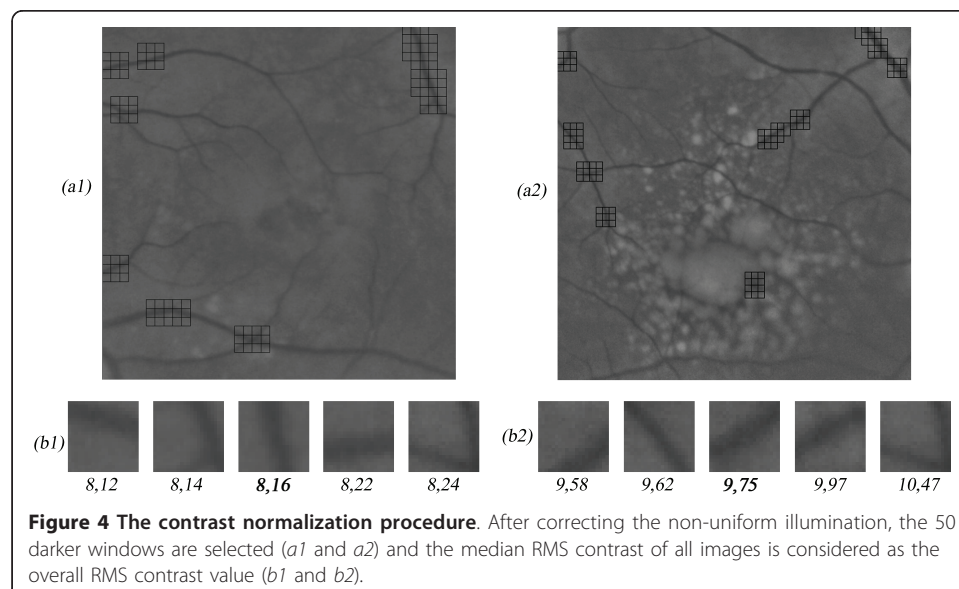 (a1)
(a2)
(b1)
(b2)
8,12 8,14 8,16 8,22 8,24
9,58 9,62 9,75 9,97 10,47
Figure 4 The contrast normalization procedure. After correcting the non-uniform illumination, the 50
darker windows are selected (a1 and a2) and the median RMS contrast of all images is considered as the
overall RMS contrast value (b1 and b2).